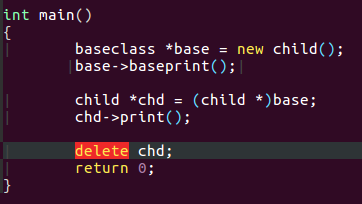 int main()
{
        baseclass *base = new child();
        base->baseprint();

        child *chd = (child *)base;
        chd->print();

        delete chd;
        return 0;
}